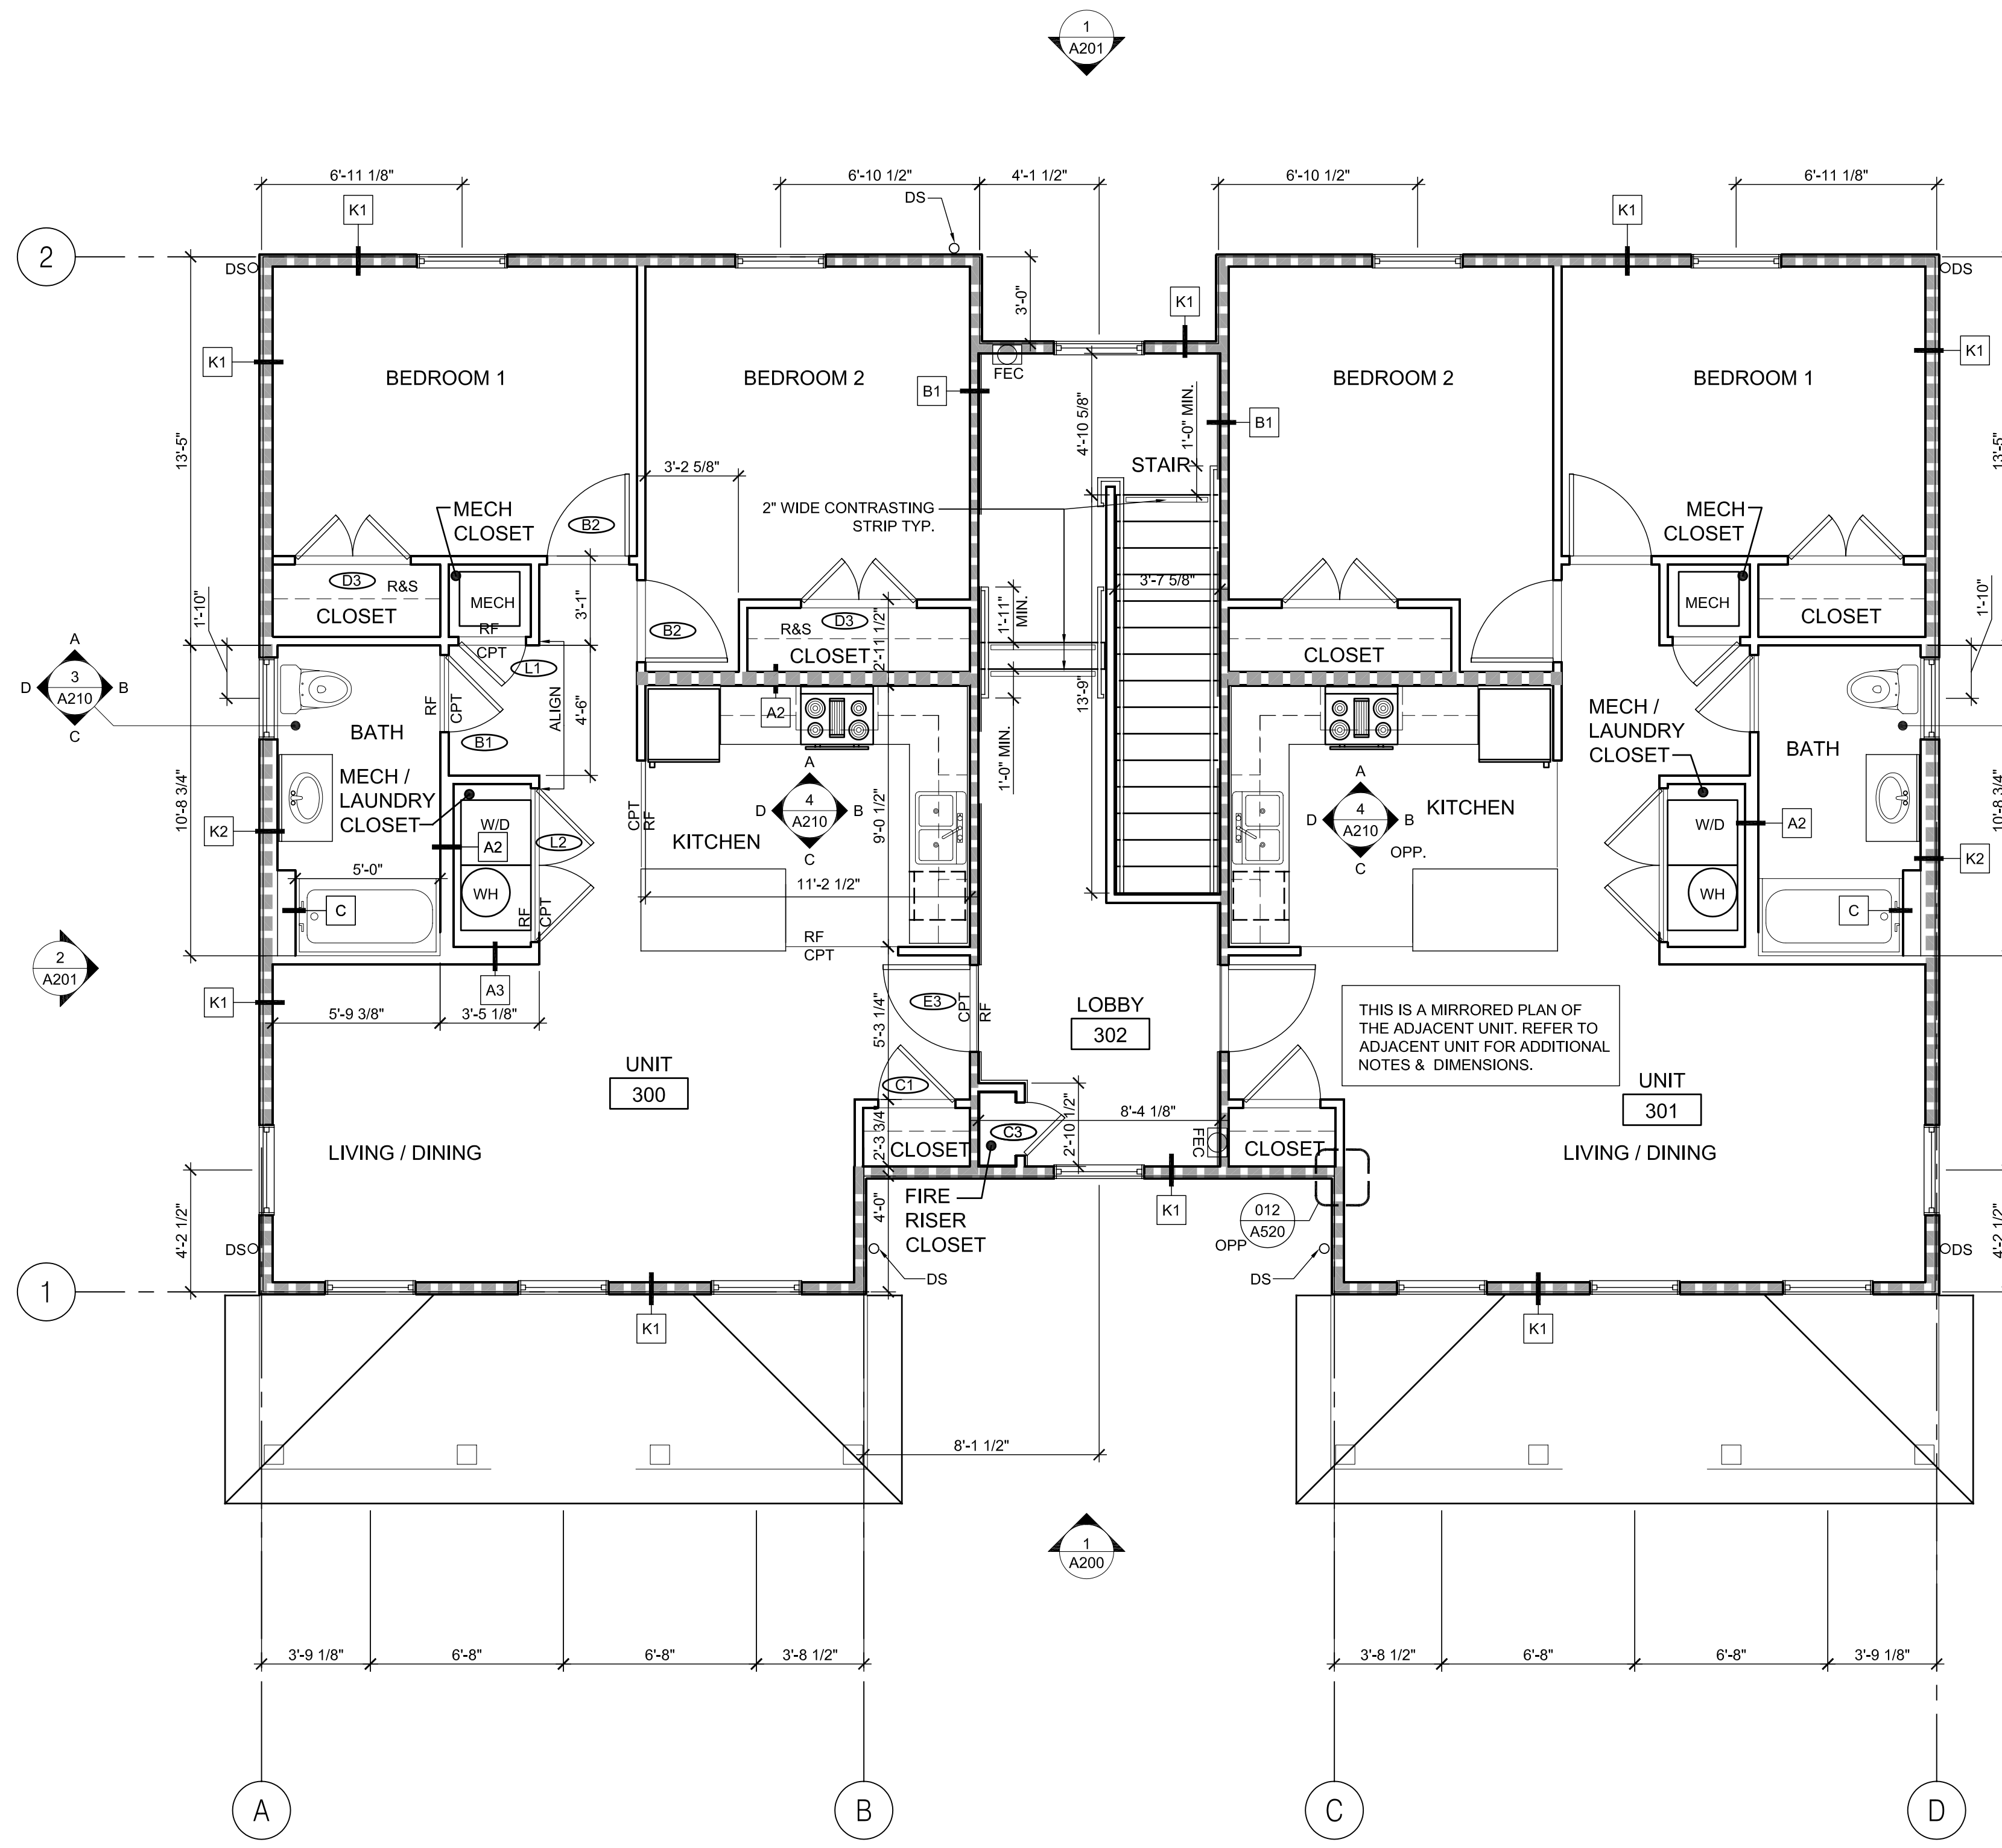 1
A201
6'-11 1/8"
6'-10 1/2"
4'-1 1/2"
6'-10 1/2"
6'-11 1/8"
DS
K1
K1
2
DS
DS
3'-0"
K1
K1
K1
FEC
BEDROOM 1
BEDROOM 2
BEDROOM 2
BEDROOM 1
B1
B1
4'-10 5/8"
1'-0" MIN.
13'-5"
13'-5"
STAIR
3'-2 5/8"
2" WIDE CONTRASTING
STRIP TYP.
MECH
CLOSET
B2
MECH
CLOSET
D3
R&S
CLOSET
MECH
RF
CPT
L1
3'-1"
1'-10"
B2
D3
R&S
CLOSET
2'-11 1/2"
1'-11"
MIN.
3'-7 5/8"
CLOSET
MECH
CLOSET
1'-10"
A
3
A210
D
B
C
RF
CPT
BATH
B1
ALIGN
4'-6"
A2
13'-9"
1'-0" MIN.
MECH /
LAUNDRY
CLOSET
BATH
MECH /
LAUNDRY
CLOSET
10'-8 3/4"
K2
W/D
A2
L2
WH
RF
CPT
CPT
RF
KITCHEN
A
4
A210
D
B
C
9'-0 1/2"
11'-2 1/2"
A
4
A210
D
B
C
OPP.
KITCHEN
W/D
A2
WH
K2
10'-8 3/4"
5'-0"
C
C
RF
CPT
2
A201
A3
K1
5'-9 3/8"
3'-5 1/8"
E3
CPT
RF
5'-3 1/4"
LOBBY
302
THIS IS A MIRRORED PLAN OF
THE ADJACENT UNIT. REFER TO
ADJACENT UNIT FOR ADDITIONAL
NOTES & DIMENSIONS.
UNIT
300
UNIT
301
C1
C3
2'-10 1/2"
8'-4 1/8"
2'-3 3/4"
CLOSET
FEC
CLOSET
LIVING / DINING
LIVING / DINING
4'-2 1/2"
4'-0"
FIRE
RISER
CLOSET
K1
012
A520
OPP
4'-2 1/2"
DS
DS
DS
DS
1
K1
K1
8'-1 1/2"
1
A200
3'-9 1/8"
6'-8"
6'-8"
3'-8 1/2"
3'-8 1/2"
6'-8"
6'-8"
3'-9 1/8"
A
B
C
D